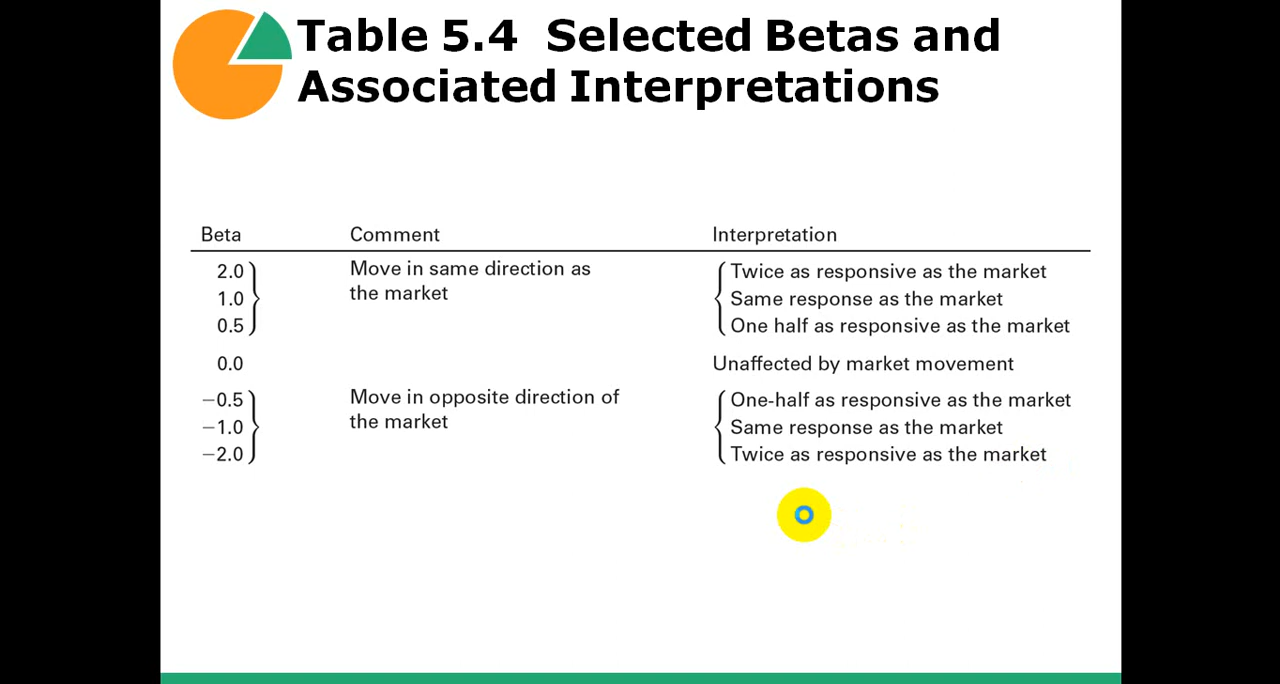 Table 5.4 Selected Betas and
Associated Interpretations
Beta Comment Interpretation
2.0 Move in same direction as Twice as responsive as the market
the market
1.0 Same response as the market
0.5 One half as responsive as the market
0.0 Unaffected by market movement
−0.5 Move in opposite direction of One-half as responsive as the market
the market
−1.0 Same response as the market
−2.0 Twice as responsive as the market